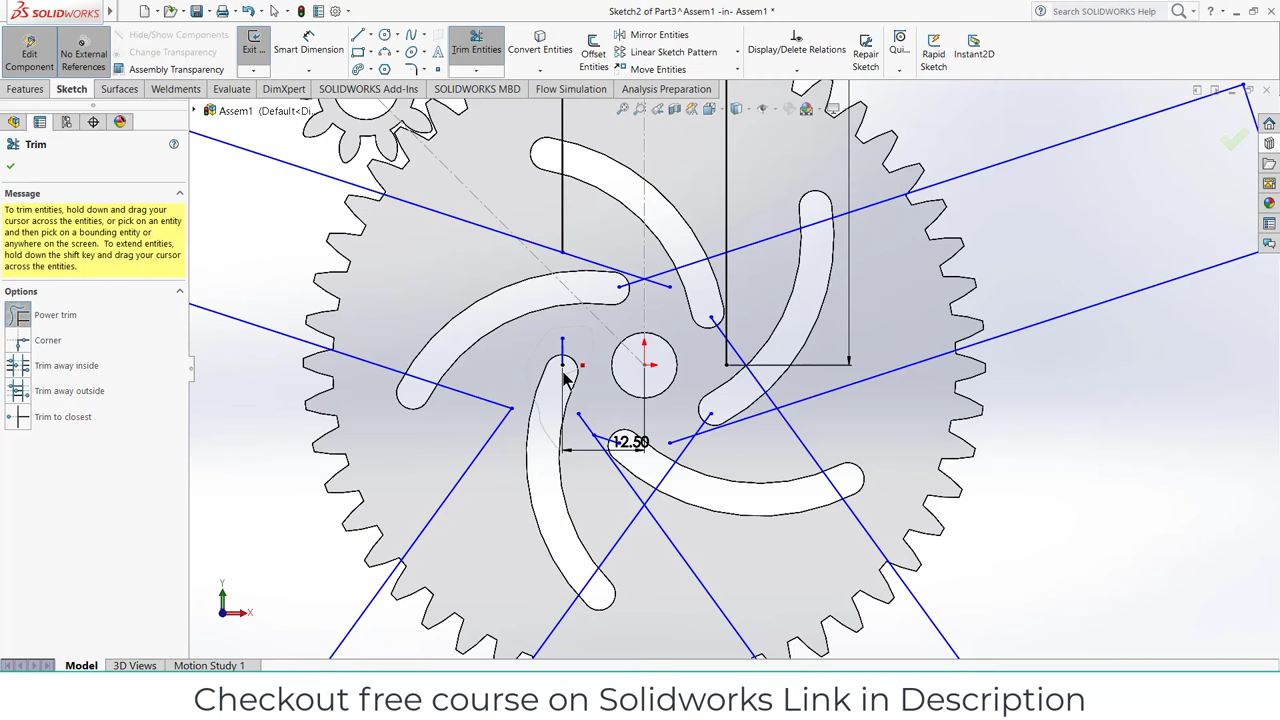 SOLIDWORKS
Sketch2 of Part3^Assem1 -in- Assem1 *
Search SOLIDWORKS Help
Edit Component
No External References
Hide/Show Components
Change Transparency
Assembly Transparency
Exit ...
Smart Dimension
Trim Entities
Convert Entities
Offset Entities
Mirror Entities
Linear Sketch Pattern
Move Entities
Display/Delete Relations
Repair Sketch
Qui...
Rapid Sketch
Instant2D
Features
Sketch
Surfaces
Weldments
Evaluate
DimXpert
SOLIDWORKS Add-Ins
SOLIDWORKS MBD
Flow Simulation
Analysis Preparation
Assem1 (Default<Di...
Trim
Message
To trim entities, hold down and drag your
cursor across the entities, or pick on an entity
and then pick on a bounding entity or
anywhere on the screen. To extend entities,
hold down the shift key and drag your cursor
across the entities.
Options
Power trim
Corner
Trim away inside
Trim away outside
Trim to closest
12.50
Y
X
Model
3D Views
Motion Study 1
Checkout free course on Solidworks Link in Description